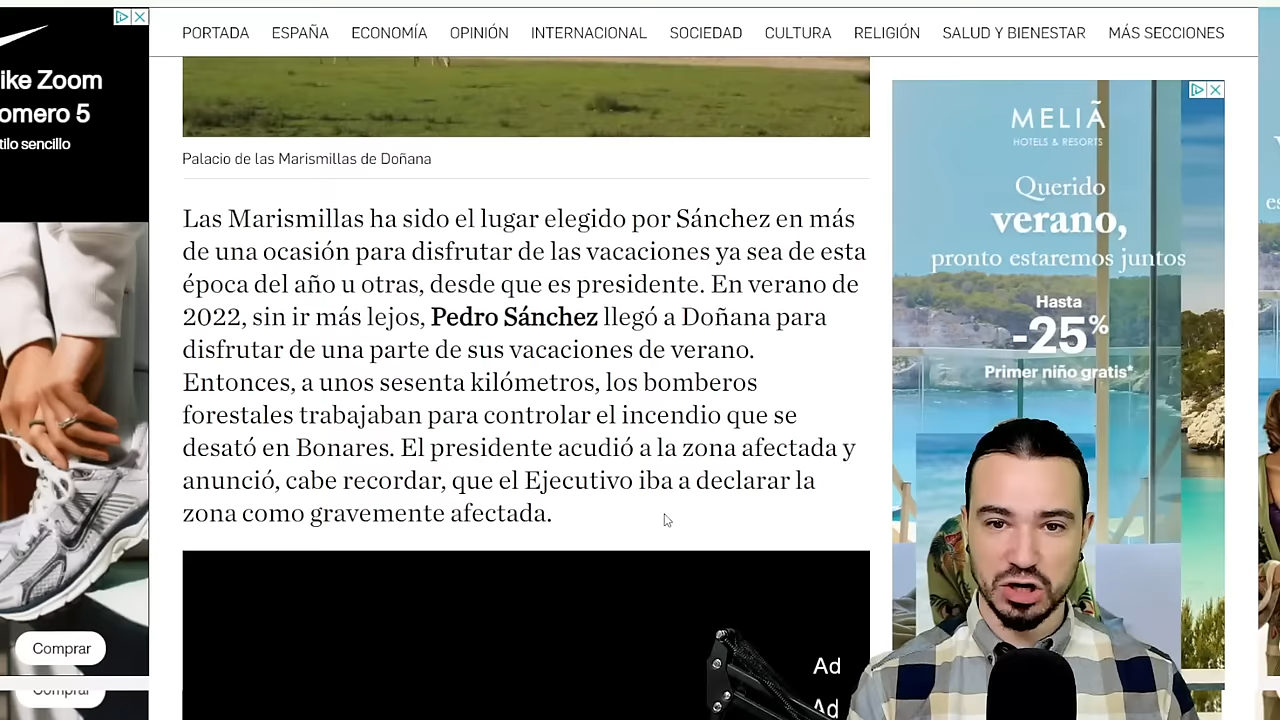 PORTADA ESPAÑA ECONOMÍA OPINIÓN INTERNACIONAL SOCIEDAD CULTURA RELIGIÓN SALUD Y BIENESTAR MÁS SECCIONES
ike Zoom
omero 5
tilo sencillo
Comprar
Comprar
Palacio de las Marismillas de Doñana
Las Marismillas ha sido el lugar elegido por Sánchez en más
de una ocasión para disfrutar de las vacaciones ya sea de esta
época del año u otras, desde que es presidente. En verano de
2022, sin ir más lejos, Pedro Sánchez llegó a Doñana para
disfrutar de una parte de sus vacaciones de verano.
Entonces, a unos sesenta kilómetros, los bomberos
forestales trabajaban para controlar el incendio que se
desató en Bonares. El presidente acudió a la zona afectada y
anunció, cabe recordar, que el Ejecutivo iba a declarar la
zona como gravemente afectada.
Ad
Ad
MELIÃ
HOTELS & RESORTS
Querido
verano,
pronto estaremos juntos
Hasta
-25%
Primer niño gratis*